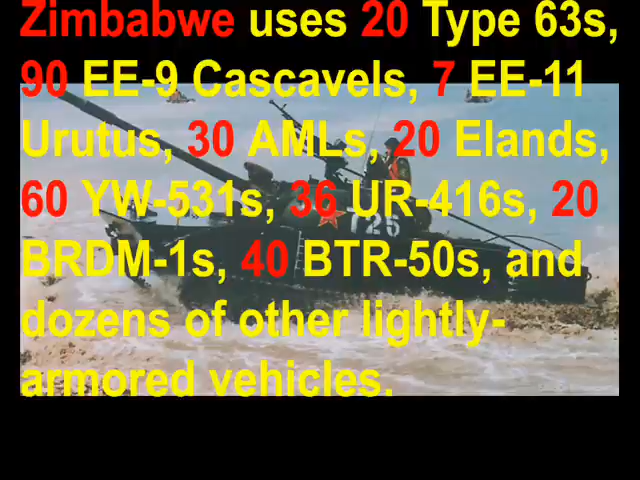 Zimbabwe uses 20 Type 63s,
90 EE-9 Cascavels, 7 EE-11
Urutus, 30 AMLs, 20 Elands,
60 YW-531s, 36 UR-416s, 20
BRDM-1s, 40 BTR-50s, and
dozens of other lightly-
armored vehicles.
125